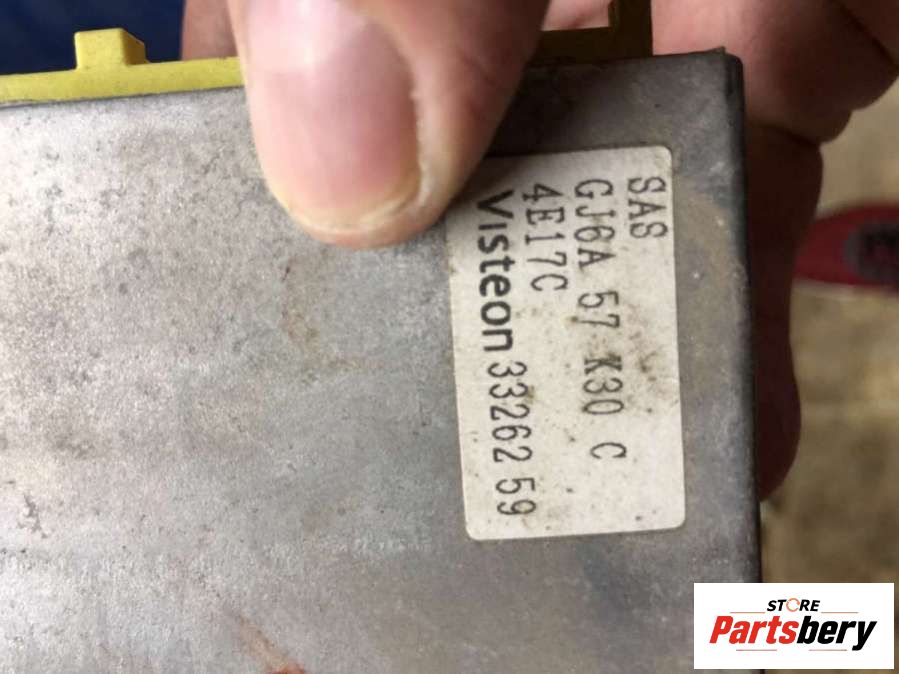 SAS
GJ6A 57 K30 C
4E17C
Visteon 33262 59
STORE
Partsbery